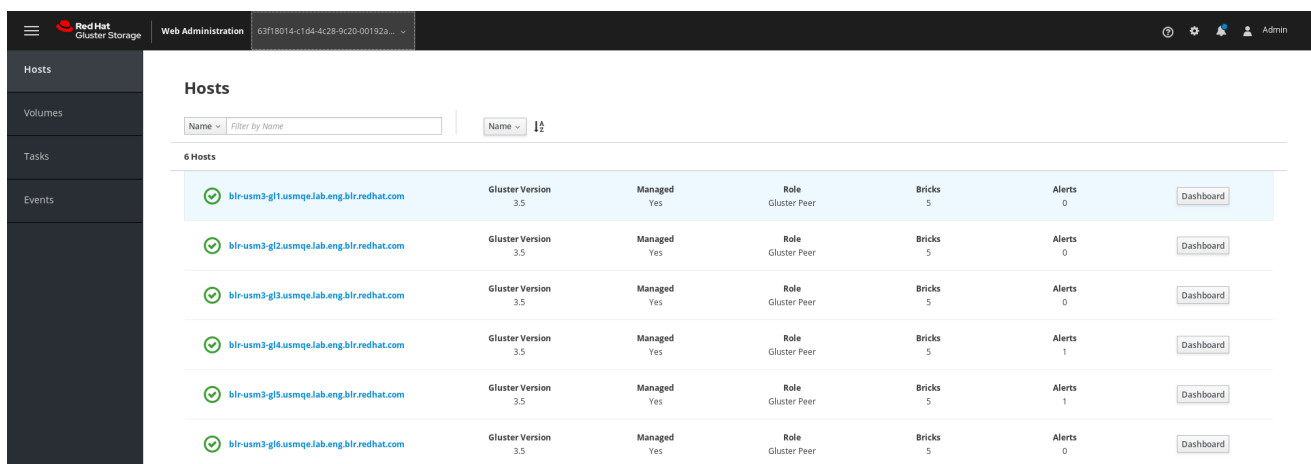 Red Hat
Gluster Storage
Web Administration
63f18014-c1d4-4c28-9c20-00192a...
Admin
Hosts
Volumes
Tasks
Events
Hosts
Name Filter by Name Name
6 Hosts
blr-usm3-gl1.usmqe.lab.eng.blr.redhat.com Gluster Version Managed Role Bricks Alerts Dashboard
3.5 Yes Gluster Peer 5 0
blr-usm3-gl2.usmqe.lab.eng.blr.redhat.com Gluster Version Managed Role Bricks Alerts Dashboard
3.5 Yes Gluster Peer 5 0
blr-usm3-gl3.usmqe.lab.eng.blr.redhat.com Gluster Version Managed Role Bricks Alerts Dashboard
3.5 Yes Gluster Peer 5 0
blr-usm3-gl4.usmqe.lab.eng.blr.redhat.com Gluster Version Managed Role Bricks Alerts Dashboard
3.5 Yes Gluster Peer 5 1
blr-usm3-gl5.usmqe.lab.eng.blr.redhat.com Gluster Version Managed Role Bricks Alerts Dashboard
3.5 Yes Gluster Peer 5 1
blr-usm3-gl6.usmqe.lab.eng.blr.redhat.com Gluster Version Managed Role Bricks Alerts Dashboard
3.5 Yes Gluster Peer 5 0